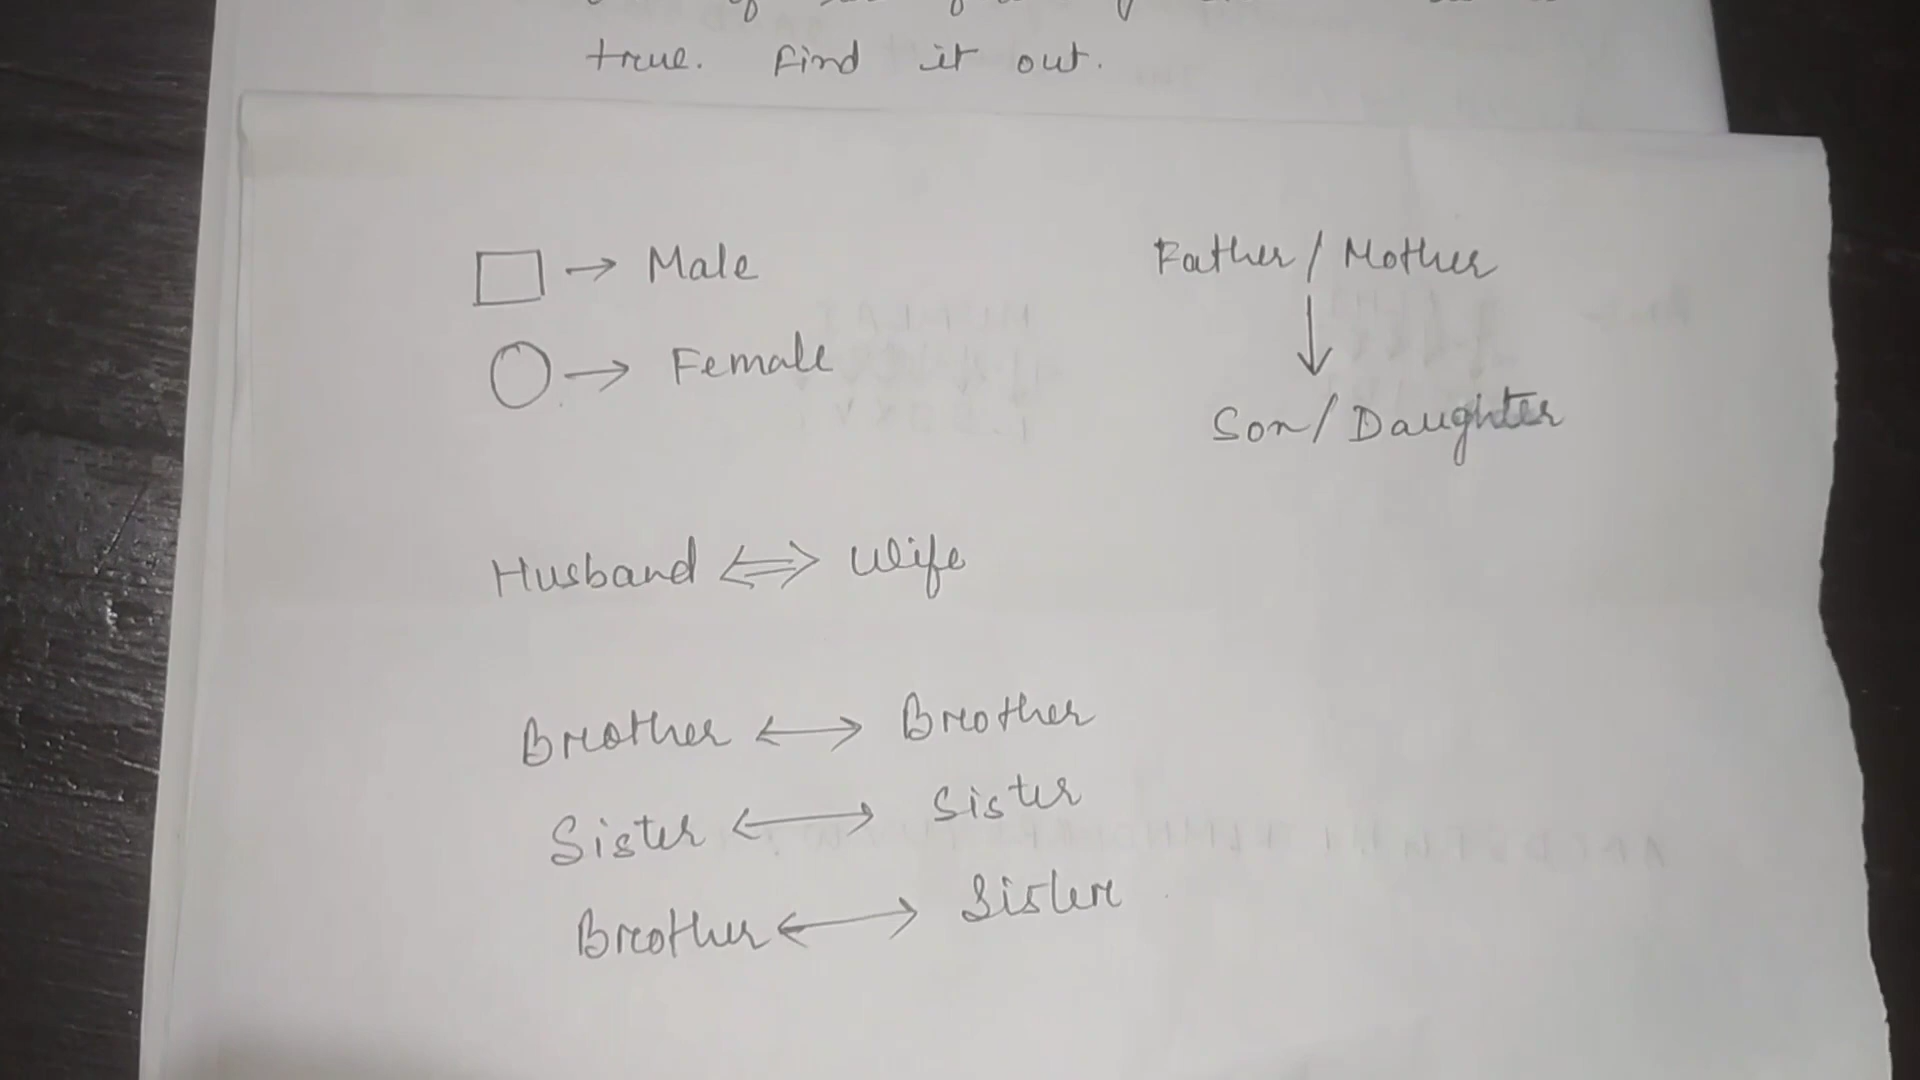 true. Find it out.
□ → Male
○ → Female
Father / Mother
↓
Son / Daughter
Husband ⇔ Wife
Brother ↔ Brother
Sister ↔ Sister
Brother ↔ Sister